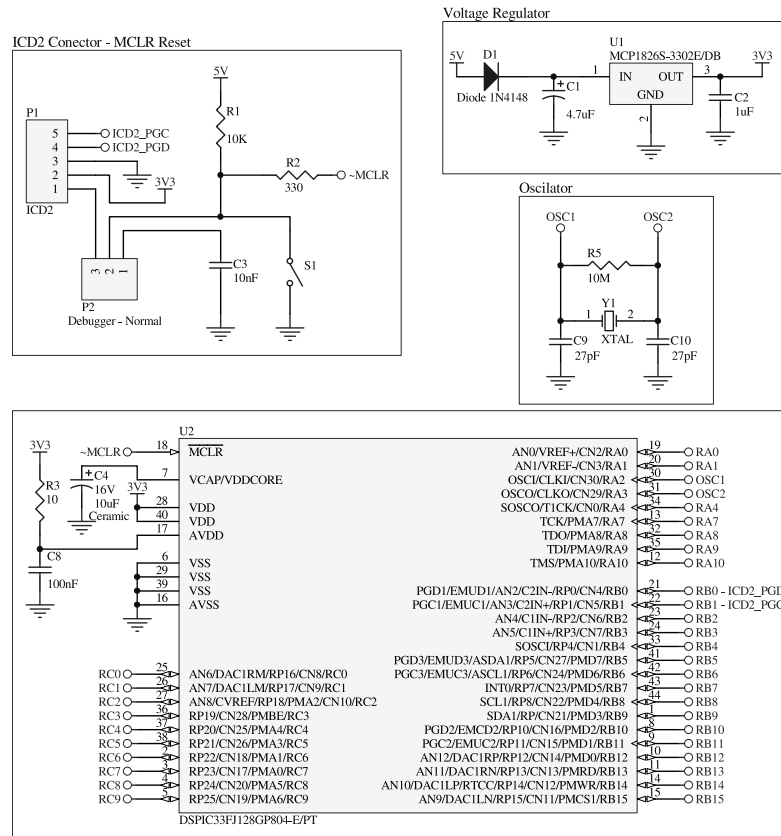 Voltage Regulator
5V
D1
Diode 1N4148
C1
4.7uF
U1
MCP1826S-3302E/DB
1
IN
OUT
3
GND
2
3V3
C2
1uF
ICD2 Conector - MCLR Reset
P1
5
4
3
2
1
ICD2
ICD2_PGC
ICD2_PGD
3V3
5V
R1
10K
R2
330
~MCLR
3
2
1
P2
Debugger - Normal
C3
10nF
S1
Oscilator
OSC1
OSC2
R5
10M
Y1
1
2
XTAL
C9
27pF
C10
27pF
U2
~MCLR
18
MCLR
3V3
R3
10
C4
16V
10uF
Ceramic
3V3
C8
100nF
7
VCAP/VDDCORE
28
VDD
40
VDD
17
AVDD
6
VSS
29
VSS
39
VSS
16
AVSS
RC0 25 AN6/DAC1RM/RP16/CN8/RC0
RC1 26 AN7/DAC1LM/RP17/CN9/RC1
RC2 27 AN8/CVREF/RP18/PMA2/CN10/RC2
RC3 36 RP19/CN28/PMBE/RC3
RC4 37 RP20/CN25/PMA4/RC4
RC5 38 RP21/CN26/PMA3/RC5
RC6 2 RP22/CN18/PMA1/RC6
RC7 3 RP23/CN17/PMA0/RC7
RC8 4 RP24/CN20/PMA5/RC8
RC9 5 RP25/CN19/PMA6/RC9
AN0/VREF+/CN2/RA0 19 RA0
AN1/VREF-/CN3/RA1 20 RA1
OSCI/CLKI/CN30/RA2 30 OSC1
OSCO/CLKO/CN29/RA3 31 OSC2
SOSCO/T1CK/CN0/RA4 34 RA4
TCK/PMA7/RA7 13 RA7
TDO/PMA8/RA8 32 RA8
TDI/PMA9/RA9 35 RA9
TMS/PMA10/RA10 12 RA10
PGD1/EMUD1/AN2/C2IN-/RP0/CN4/RB0 21 RB0 - ICD2_PGD
PGC1/EMUC1/AN3/C2IN+/RP1/CN5/RB1 22 RB1 - ICD2_PGC
AN4/C1IN-/RP2/CN6/RB2 23 RB2
AN5/C1IN+/RP3/CN7/RB3 24 RB3
SOSCI/RP4/CN1/RB4 33 RB4
PGD3/EMUD3/ASDA1/RP5/CN27/PMD7/RB5 41 RB5
PGC3/EMUC3/ASCL1/RP6/CN24/PMD6/RB6 42 RB6
INT0/RP7/CN23/PMD5/RB7 43 RB7
SCL1/RP8/CN22/PMD4/RB8 44 RB8
SDA1/RP/CN21/PMD3/RB9 RB9
PGD2/EMCD2/RP10/CN16/PMD2/RB10 8 RB10
PGC2/EMUC2/RP11/CN15/PMD1/RB11 9 RB11
AN12/DAC1RP/RP12/CN14/PMD0/RB12 10 RB12
AN11/DAC1RN/RP13/CN13/PMRD/RB13 11 RB13
AN10/DAC1LP/RTCC/RP14/CN12/PMWR/RB14 14 RB14
AN9/DAC1LN/RP15/CN11/PMCS1/RB15 15 RB15
DSPIC33FJ128GP804-E/PT